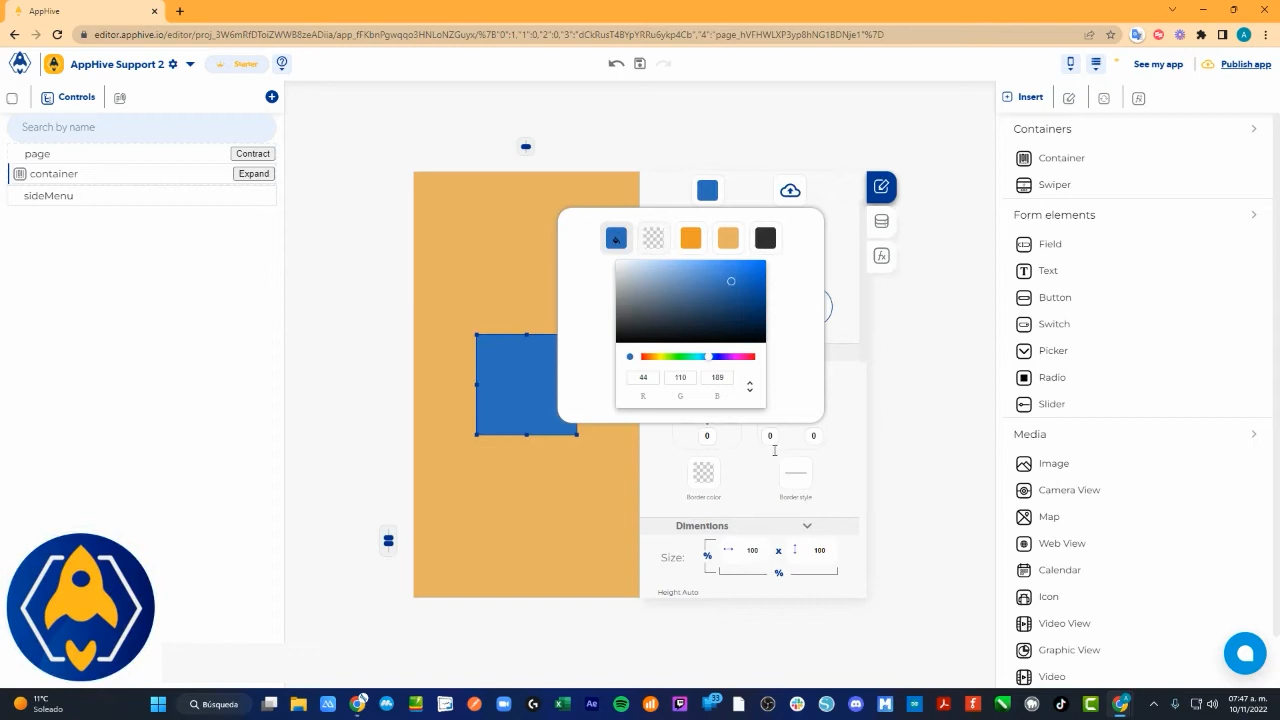 AppHive
editor.apphive.io/editor/proj_3W6mRfDToiZWW B8zeADiia/app_fFKbnPgwqqo3HNLoNZGuyx/%7B"0":1,"1":0,"2":0,"3":"dCkRusT4BYpYRRu6ykp4Cb","4":"page_hVFHWLXP3yp8hNG1BDNje1"%7D
A
AppHive Support 2
Starter
See my app
Publish app
Controls
Insert
Search by name
page
Contract
container
Expand
sideMenu
Containers
Container
Swiper
Form elements
Field
Text
Button
Switch
Picker
Radio
Slider
Media
Image
Camera View
Map
Web View
Calendar
Icon
Video View
Graphic View
Video
44 110 189
R G B
0 0 0
Border color
Border style
Dimentions
Size: % 100 x 100
%
Height Auto
11°C
Soleado
Búsqueda
33
07:47 a. m.
10/11/2022